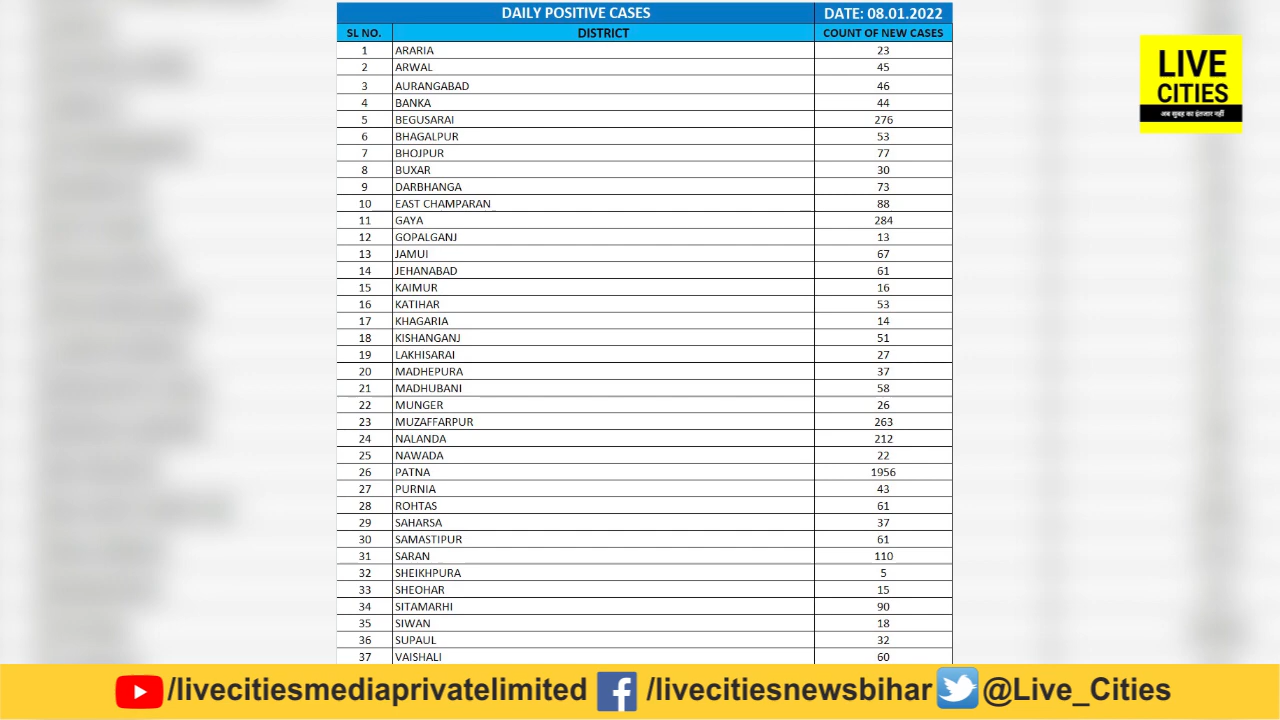 DAILY POSITIVE CASES DATE: 08.01.2022
SL NO. DISTRICT COUNT OF NEW CASES
1 ARARIA 23
2 ARWAL 45
3 AURANGABAD 46
4 BANKA 44
5 BEGUSARAI 276
6 BHAGALPUR 53
7 BHOJPUR 77
8 BUXAR 30
9 DARBHANGA 73
10 EAST CHAMPARAN 88
11 GAYA 284
12 GOPALGANJ 13
13 JAMUI 67
14 JEHANABAD 61
15 KAIMUR 16
16 KATIHAR 53
17 KHAGARIA 14
18 KISHANGANJ 51
19 LAKHISARAI 27
20 MADHEPURA 37
21 MADHUBANI 58
22 MUNGER 26
23 MUZAFFARPUR 263
24 NALANDA 212
25 NAWADA 22
26 PATNA 1956
27 PURNIA 43
28 ROHTAS 61
29 SAHARSA 37
30 SAMASTIPUR 61
31 SARAN 110
32 SHEIKHPURA 5
33 SHEOHAR 15
34 SITAMARHI 90
35 SIWAN 18
36 SUPAUL 32
37 VAISHALI 60
LIVE
CITIES
अब सुबह का इंतजार नहीं
/livecitiesmediaprivatelimited /livecitiesnewsbihar @Live_Cities